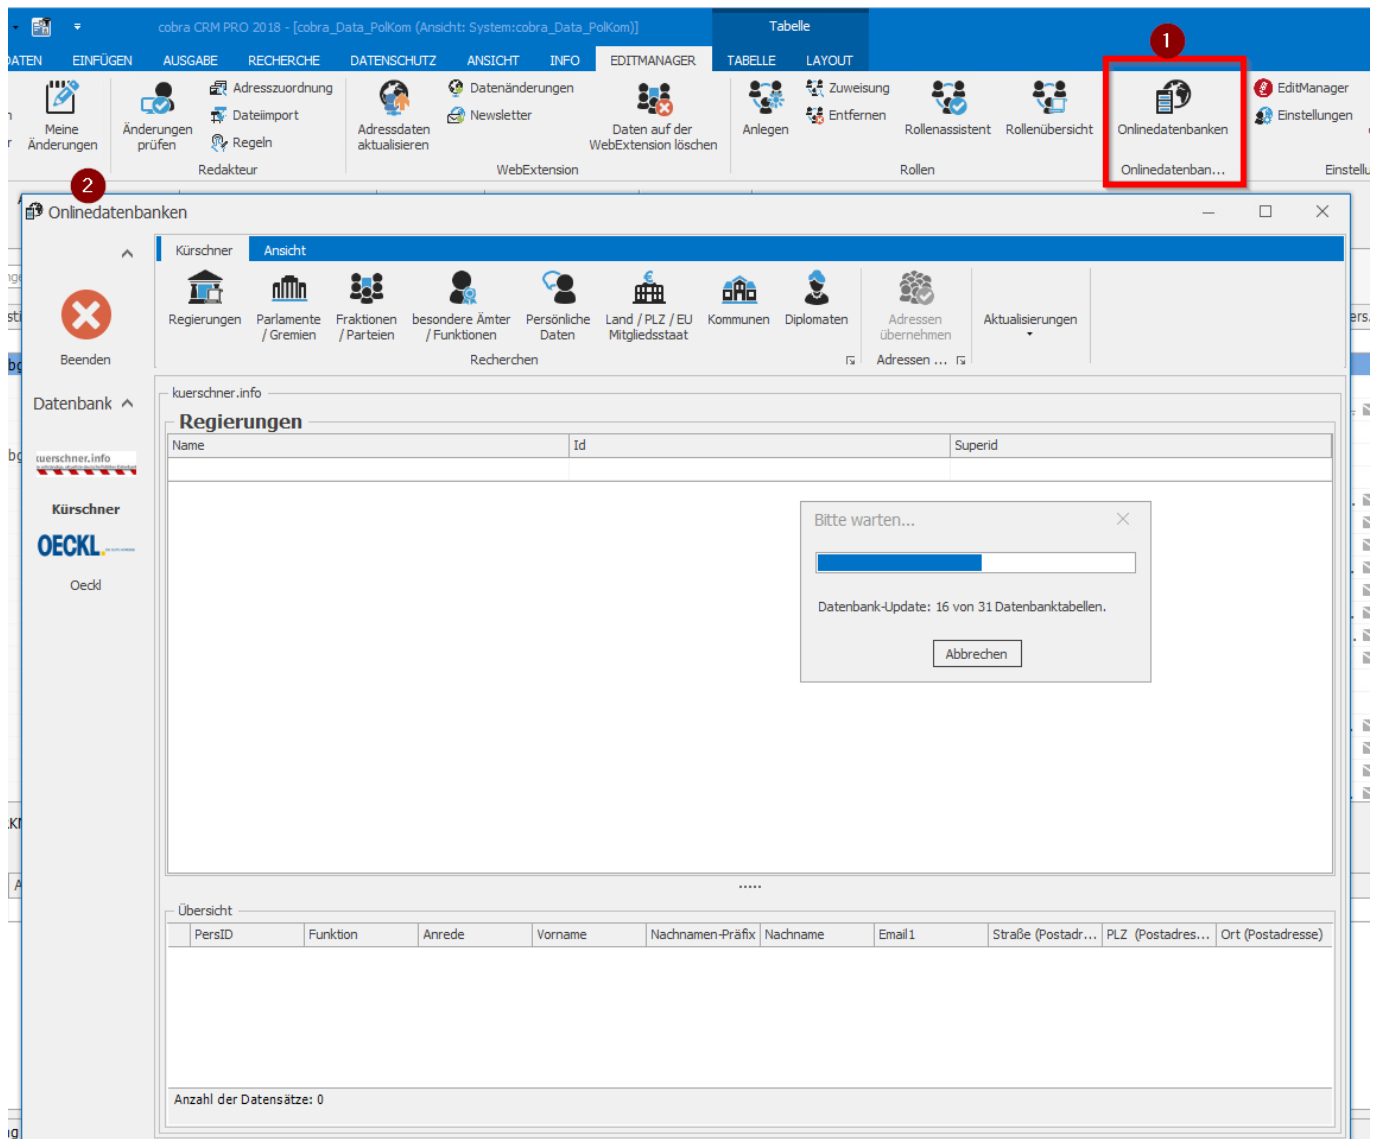 cobra CRM PRO 2018 - [cobra_Data_PolKom (Ansicht: System:cobra_Data_PolKom)]
Tabelle
1
DATEN EINFÜGEN AUSGABE RECHERCHE DATENSCHUTZ ANSICHT INFO EDITMANAGER TABELLE LAYOUT
Meine Änderungen
Änderungen prüfen
Adresszuordnung
Dateiimport
Regeln
Redakteur
Adressdaten aktualisieren
Datenänderungen
Newsletter
Daten auf der WebExtension löschen
WebExtension
Anlegen
Zuweisung
Entfernen
Rollenassistent
Rollenübersicht
Rollen
Onlinedatenbanken
Onlinedatenban...
EditManager
Einstellungen
Einstellu
2
Onlinedatenbanken
Beenden
Datenbank
kuerschner.info
Kürschner
OECKL.
Oeckl
Kürschner Ansicht
Regierungen
Parlamente / Gremien
Fraktionen / Parteien
besondere Ämter / Funktionen
Persönliche Daten
Land / PLZ / EU Mitgliedsstaat
Kommunen
Diplomaten
Recherchen
Adressen übernehmen
Adressen ...
Aktualisierungen
kuerschner.info
Regierungen
Name Id Superid
Bitte warten...
Datenbank-Update: 16 von 31 Datenbanktabellen.
Abbrechen
Übersicht
PersID Funktion Anrede Vorname Nachnamen-Präfix Nachname Email1 Straße (Postadr... PLZ (Postadres... Ort (Postadresse)
Anzahl der Datensätze: 0